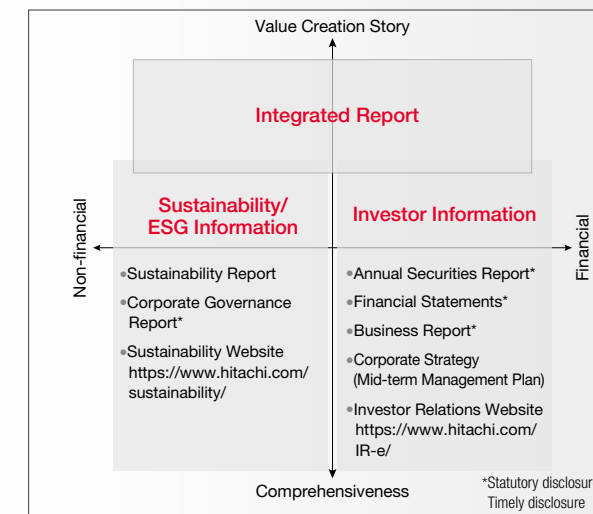 Value Creation Story
Integrated Report
Sustainability/
ESG Information
Investor Information
Non-financial
Financial
•Sustainability Report
•Corporate Governance
Report*
•Sustainability Website
https://www.hitachi.com/
sustainability/
•Annual Securities Report*
•Financial Statements*
•Business Report*
•Corporate Strategy
(Mid-term Management Plan)
•Investor Relations Website
https://www.hitachi.com/
IR-e/
Comprehensiveness
*Statutory disclosur
Timely disclosure